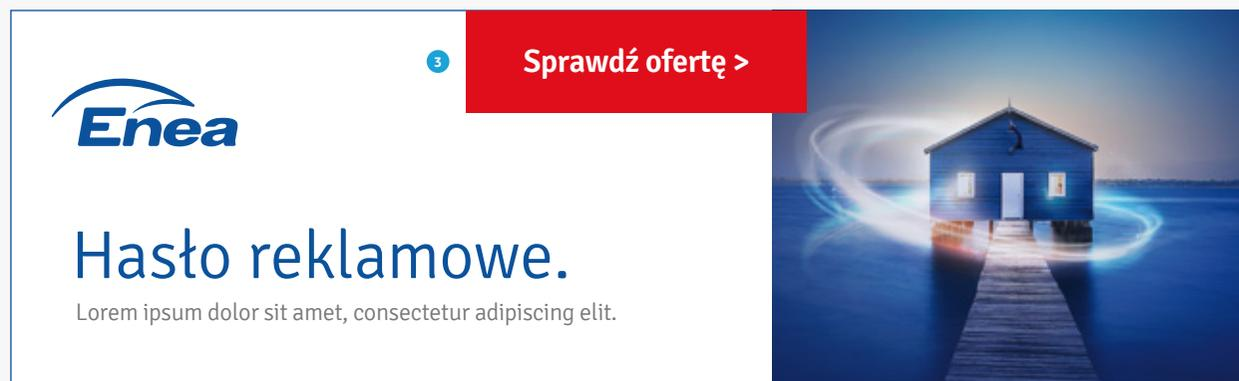 3
Sprawdź ofertę >
Enea
Hasło reklamowe.
Lorem ipsum dolor sit amet, consectetur adipiscing elit.